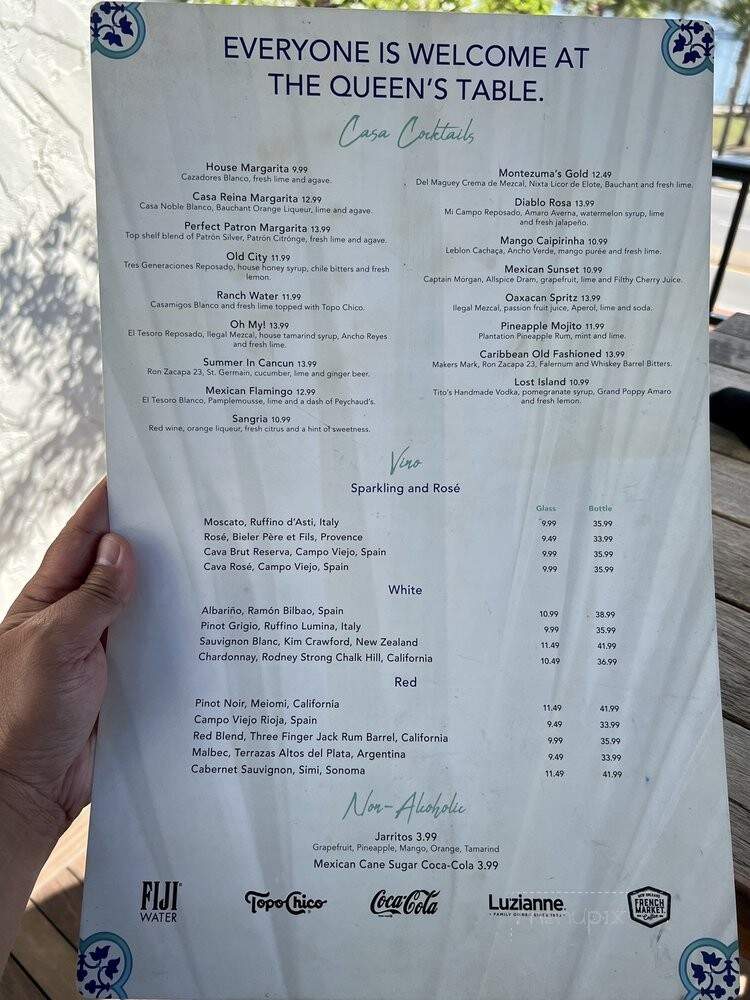 EVERYONE IS WELCOME AT
THE QUEEN'S TABLE.
Casa Cocktails
House Margarita 9.99
Cazadores Blanco, fresh lime and agave.
Casa Reina Margarita 12.99
Casa Noble Blanco, Bauchant Orange Liqueur, lime and agave.
Perfect Patron Margarita 13.99
Top shelf blend of Patrón Silver, Patrón Citrónge, fresh lime and agave.
Old City 11.99
Tres Generaciones Reposado, house honey syrup, chile bitters and fresh
lemon.
Ranch Water 11.99
Casamigos Blanco and fresh lime topped with Topo Chico.
Oh My! 13.99
El Tesoro Reposado, Ilegal Mezcal, house tamarind syrup, Ancho Reyes
and fresh lime.
Summer In Cancun 13.99
Ron Zacapa 23, St. Germain, cucumber, lime and ginger beer.
Mexican Flamingo 12.99
El Tesoro Blanco, Pamplemousse, lime and a dash of Peychaud's.
Sangria 10.99
Red wine, orange liqueur, fresh citrus and a hint of sweetness.
Montezuma's Gold 12.49
Del Maguey Crema de Mezcal, Nixta Licor de Elote, Bauchant and fresh lime.
Diablo Rosa 13.99
Mi Campo Reposado, Amaro Averna, watermelon syrup, lime
and fresh jalapeño.
Mango Caipirinha 10.99
Leblon Cachaça, Ancho Verde, mango purée and fresh lime.
Mexican Sunset 10.99
Captain Morgan, Allspice Dram, grapefruit, lime and Filthy Cherry Juice.
Oaxacan Spritz 13.99
Ilegal Mezcal, passion fruit juice, Aperol, lime and soda.
Pineapple Mojito 11.99
Plantation Pineapple Rum, mint and lime.
Caribbean Old Fashioned 13.99
Makers Mark, Ron Zacapa 23, Falernum and Whiskey Barrel Bitters.
Lost Island 10.99
Tito's Handmade Vodka, pomegranate syrup, Grand Poppy Amaro
and fresh lemon.
Vino
Sparkling and Rosé
Glass Bottle
Moscato, Ruffino d'Asti, Italy 9.99 35.99
Rosé, Bieler Père et Fils, Provence 9.49 33.99
Cava Brut Reserva, Campo Viejo, Spain 9.99 35.99
Cava Rosé, Campo Viejo, Spain 9.99 35.99
White
Albariño, Ramón Bilbao, Spain 10.99 38.99
Pinot Grigio, Ruffino Lumina, Italy 9.99 35.99
Sauvignon Blanc, Kim Crawford, New Zealand 11.49 41.99
Chardonnay, Rodney Strong Chalk Hill, California 10.49 36.99
Red
Pinot Noir, Meiomi, California 11.49 41.99
Campo Viejo Rioja, Spain 9.49 33.99
Red Blend, Three Finger Jack Rum Barrel, California 9.99 35.99
Malbec, Terrazas Altos del Plata, Argentina 9.49 33.99
Cabernet Sauvignon, Simi, Sonoma 11.49 41.99
Non-Alcoholic
Jarritos 3.99
Grapefruit, Pineapple, Mango, Orange, Tamarind
Mexican Cane Sugar Coca-Cola 3.99
FIJI
WATER
Topo Chico
Coca-Cola
Luzianne
NEW ORLEANS
FRENCH
MARKET
Coffee
menupix